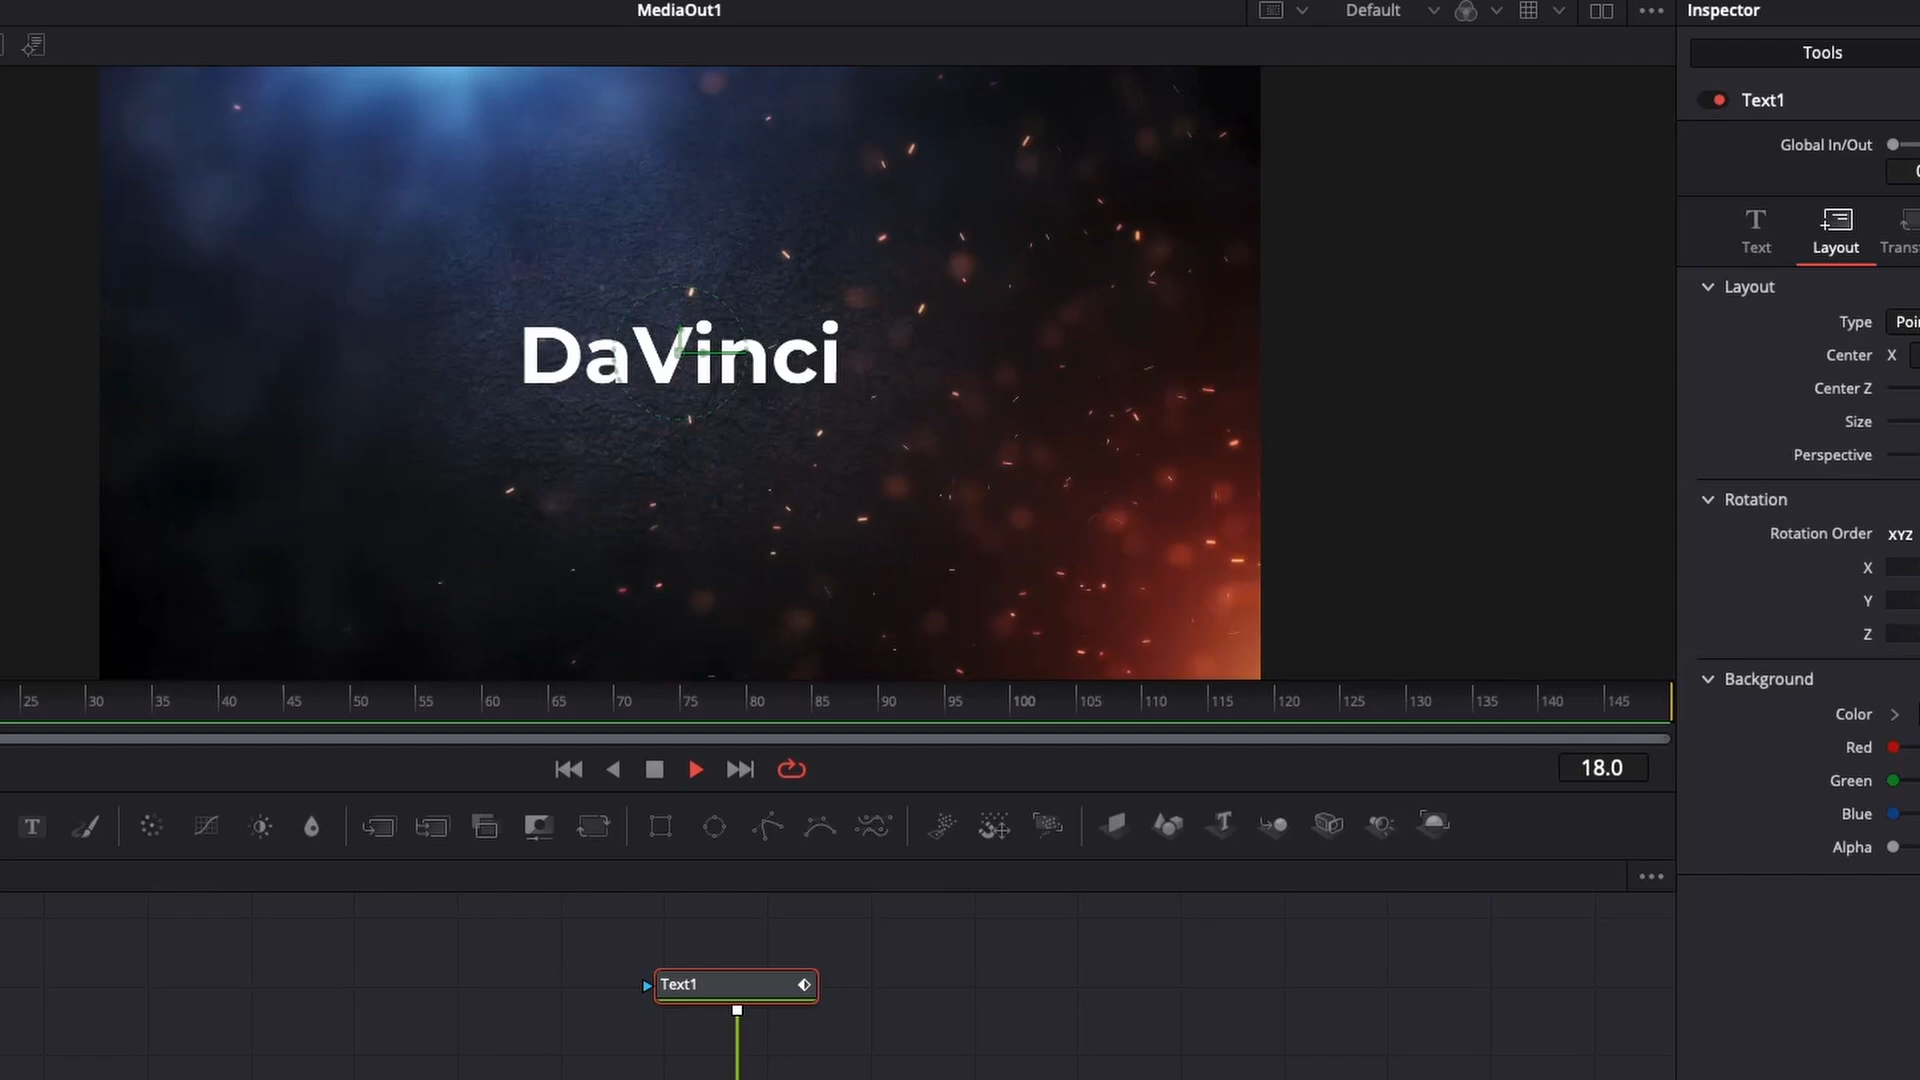 MediaOut1
Default
Inspector
Tools
Text1
Global In/Out
Text
Layout
Layout
Type
Center X
Center Z
Size
Perspective
Rotation
Rotation Order XYZ
X
Y
Z
Background
Color
Red
Green
Blue
Alpha
DaVinci
25 30 35 40 45 50 55 60 65 70 75 80 85 90 95 100 105 110 115 120 125 130 135 140 145
18.0
T
Text1